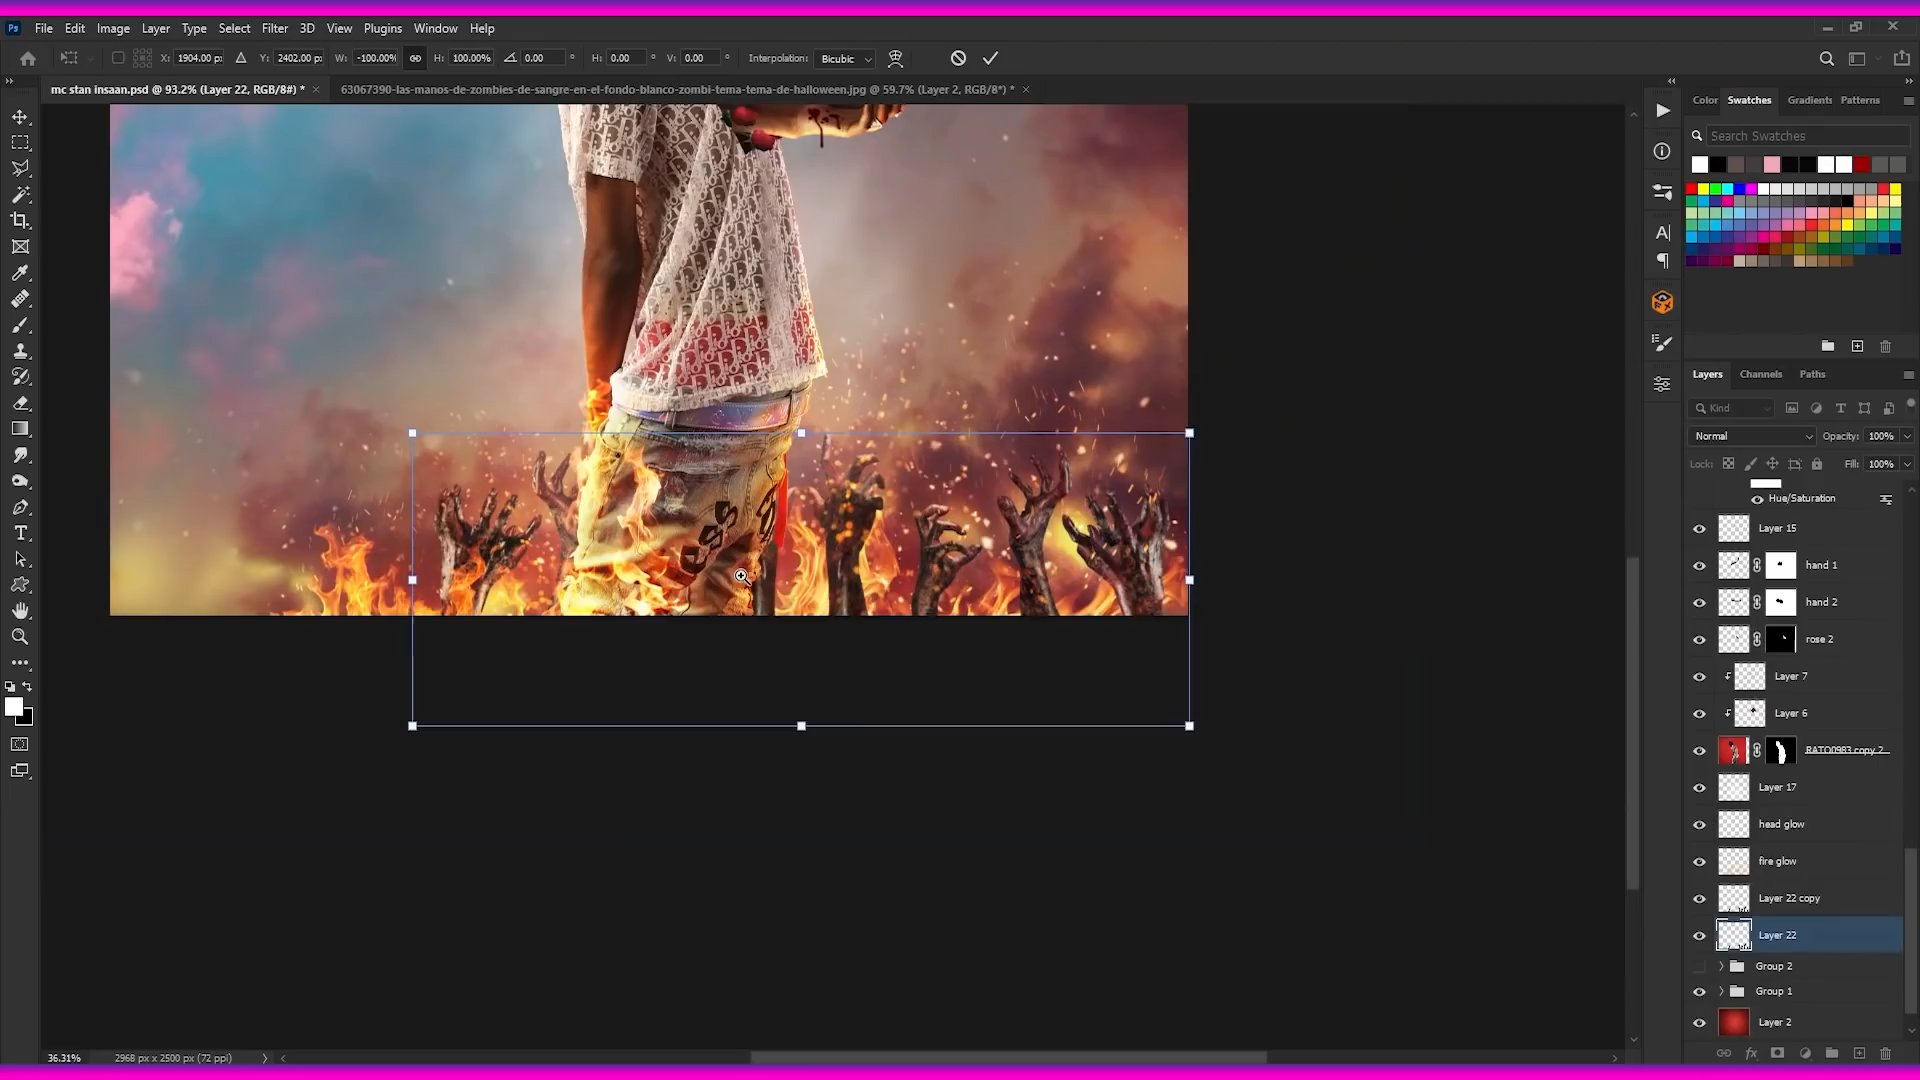 Ps File Edit Image Layer Type Select Filter 3D View Plugins Window Help
X: 1904.00 p: Y: 2402.00 p: W: -100.00% H: 100.00% 0.00 ° H: 0.00 ° V: 0.00 ° Interpolation: Bicubic
mc stan insaan.psd @ 93.2% (Layer 22, RGB/8#) * × 63067390-las-manos-de-zombies-de-sangre-en-el-fondo-blanco-zombi-tema-tema-de-halloween.jpg @ 59.7% (Layer 2, RGB/8*) * ×
Color Swatches Gradients Patterns
Search Swatches
Layers Channels Paths
Kind
Normal Opacity: 100%
Lock: Fill: 100%
Hue/Saturation
Layer 15
hand 1
hand 2
rose 2
Layer 7
Layer 6
RATO0983 copy 2
Layer 17
head glow
fire glow
Layer 22 copy
Layer 22
Group 2
Group 1
Layer 2
36.31% 2968 px x 2500 px (72 ppi)